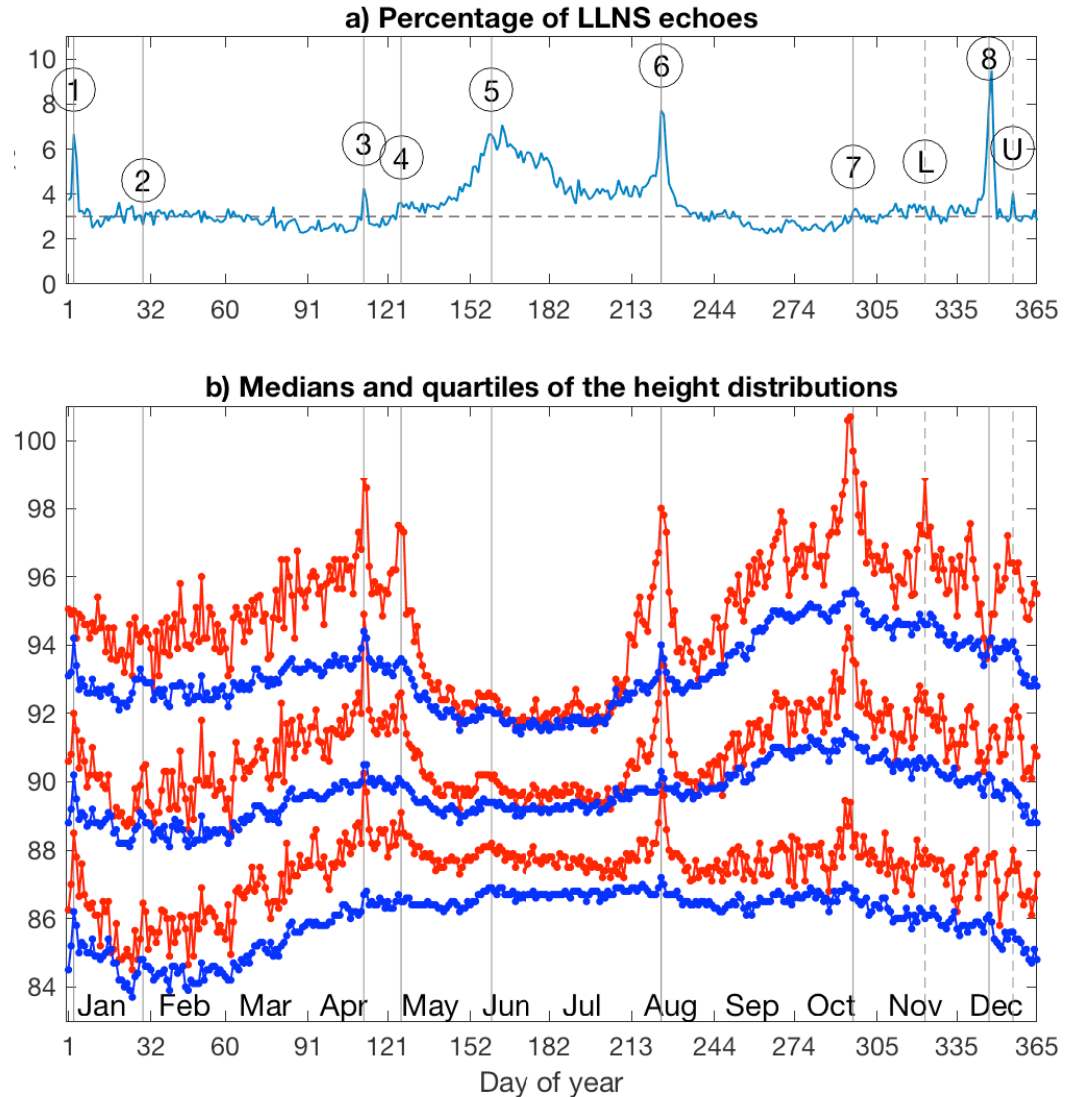 a) Percentage of LLNS echoes
10
8
6
4
2
0
1
2
3
4
5
6
7
L
8
U
1 32 60 91 121 152 182 213 244 274 305 335 365
b) Medians and quartiles of the height distributions
100
98
96
94
92
90
88
86
84
Jan Feb Mar Apr May Jun Jul Aug Sep Oct Nov Dec
1 32 60 91 121 152 182 213 244 274 305 335 365
Day of year